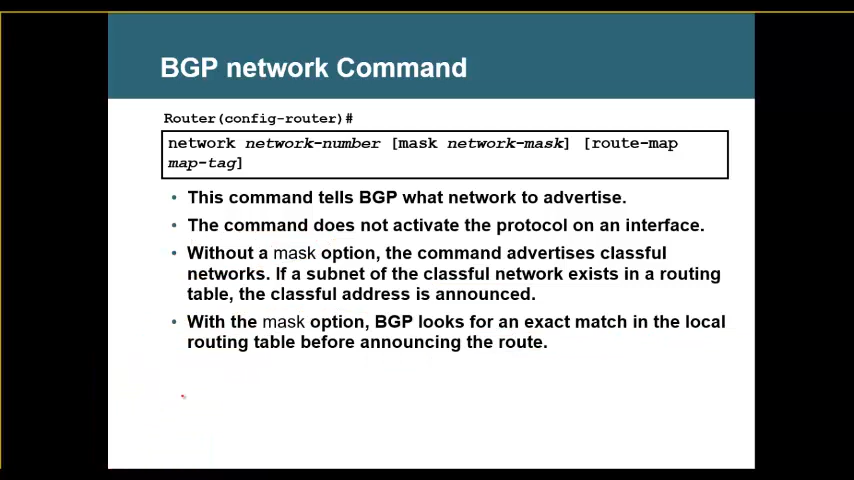 BGP network Command
Router(config-router)#
network network-number [mask network-mask] [route-map
map-tag]
• This command tells BGP what network to advertise.
• The command does not activate the protocol on an interface.
• Without a mask option, the command advertises classful
networks. If a subnet of the classful network exists in a routing
table, the classful address is announced.
• With the mask option, BGP looks for an exact match in the local
routing table before announcing the route.